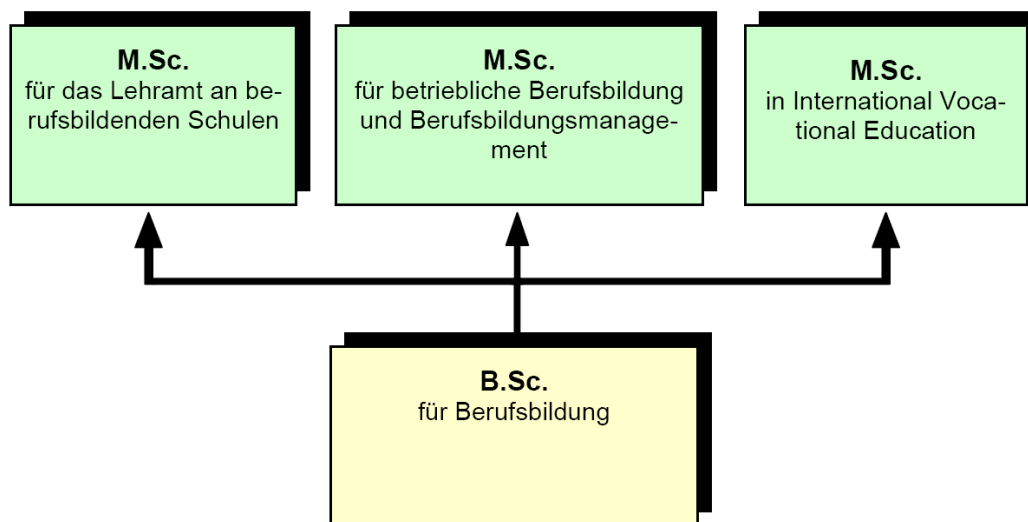 M.Sc.
für das Lehramt an be-
rufsbildenden Schulen
M.Sc.
für betriebliche Berufsbildung
und Berufsbildungsmanage-
ment
M.Sc.
in International Voca-
tional Education
B.Sc.
für Berufsbildung